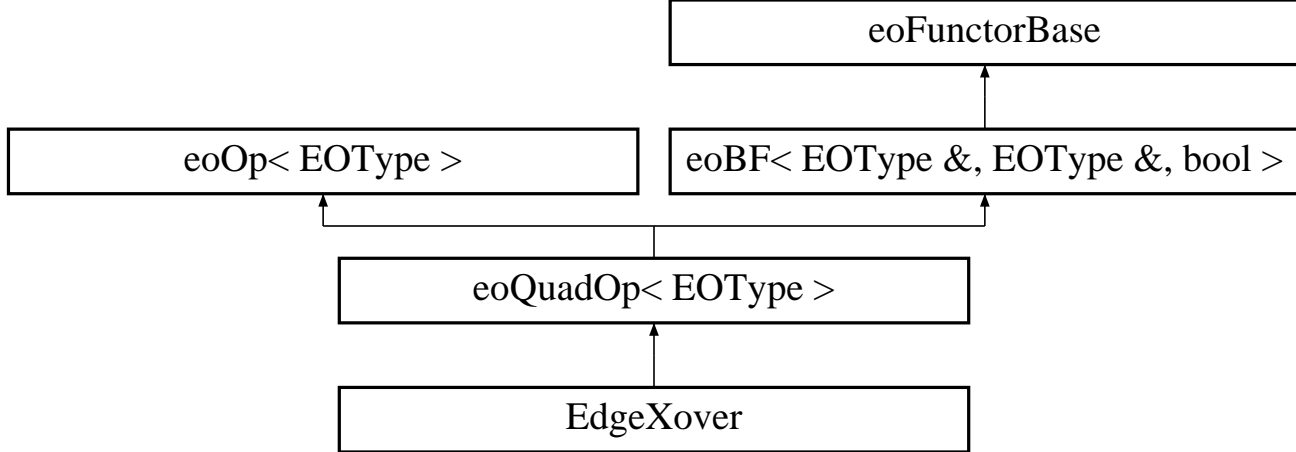 eoFunctorBase
eoOp< EOType >
eoBF< EOType &, EOType &, bool >
eoQuadOp< EOType >
EdgeXover